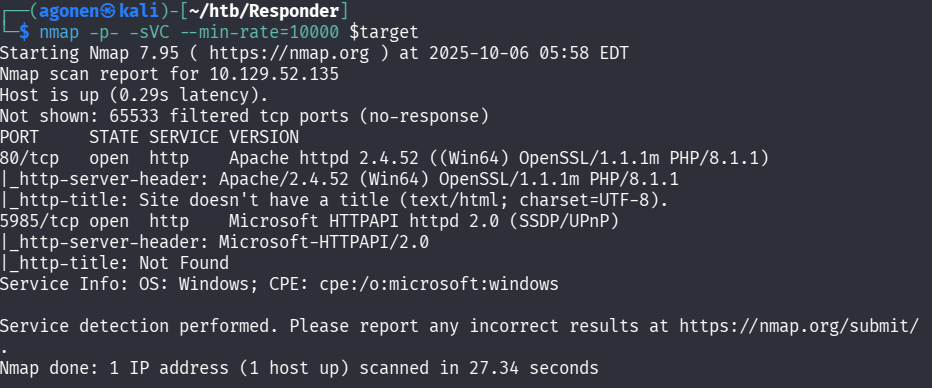 ┌──(agonen㉿kali)-[~/htb/Responder]
└─$ nmap -p- -sVC --min-rate=10000 $target
Starting Nmap 7.95 ( https://nmap.org ) at 2025-10-06 05:58 EDT
Nmap scan report for 10.129.52.135
Host is up (0.29s latency).
Not shown: 65533 filtered tcp ports (no-response)
PORT     STATE SERVICE VERSION
80/tcp   open  http    Apache httpd 2.4.52 ((Win64) OpenSSL/1.1.1m PHP/8.1.1)
|_http-server-header: Apache/2.4.52 (Win64) OpenSSL/1.1.1m PHP/8.1.1
|_http-title: Site doesn't have a title (text/html; charset=UTF-8).
5985/tcp open  http    Microsoft HTTPAPI httpd 2.0 (SSDP/UPnP)
|_http-server-header: Microsoft-HTTPAPI/2.0
|_http-title: Not Found
Service Info: OS: Windows; CPE: cpe:/o:microsoft:windows

Service detection performed. Please report any incorrect results at https://nmap.org/submit/
.
Nmap done: 1 IP address (1 host up) scanned in 27.34 seconds